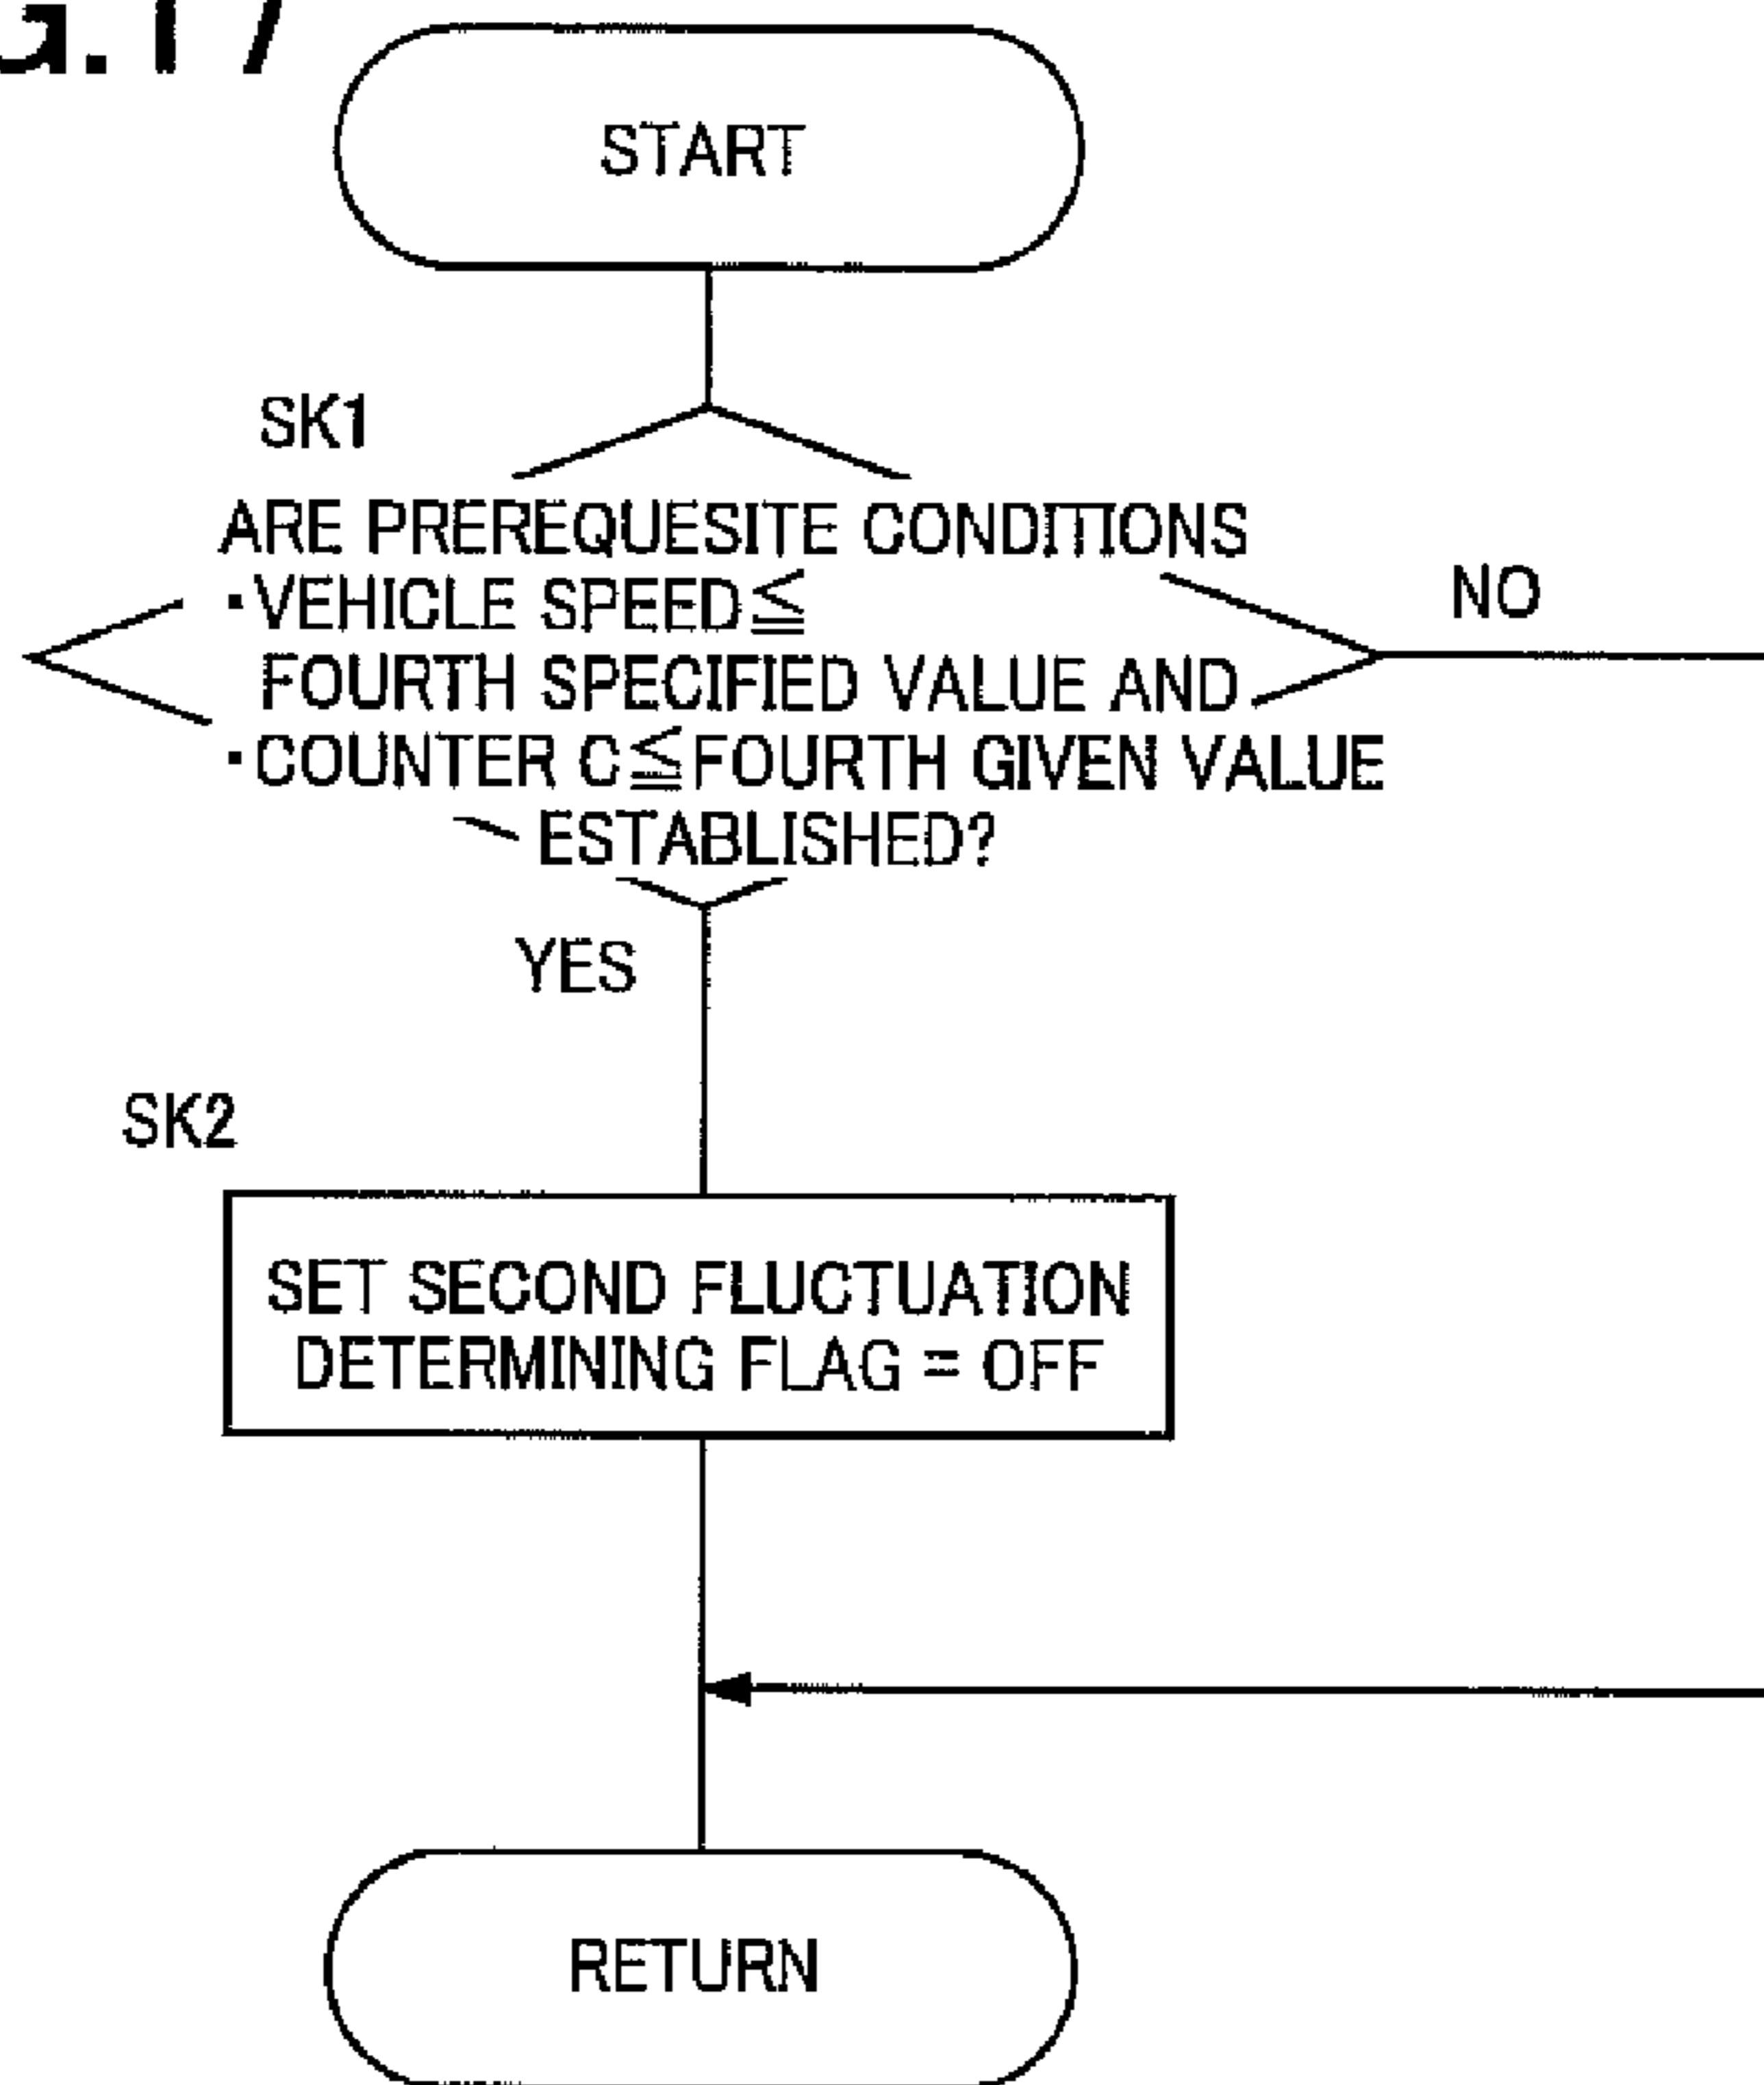 G.17
START
SK1
ARE PREREQUESITE CONDITIONS
・VEHICLE SPEED≦
NO
FOURTH SPECIFIED VALUE AND
・COUNTER C≦FOURTH GIVEN VALUE
ESTABLISHED?
YES
SK2
SET SECOND FLUCTUATION
DETERMINING FLAG = OFF
RETURN